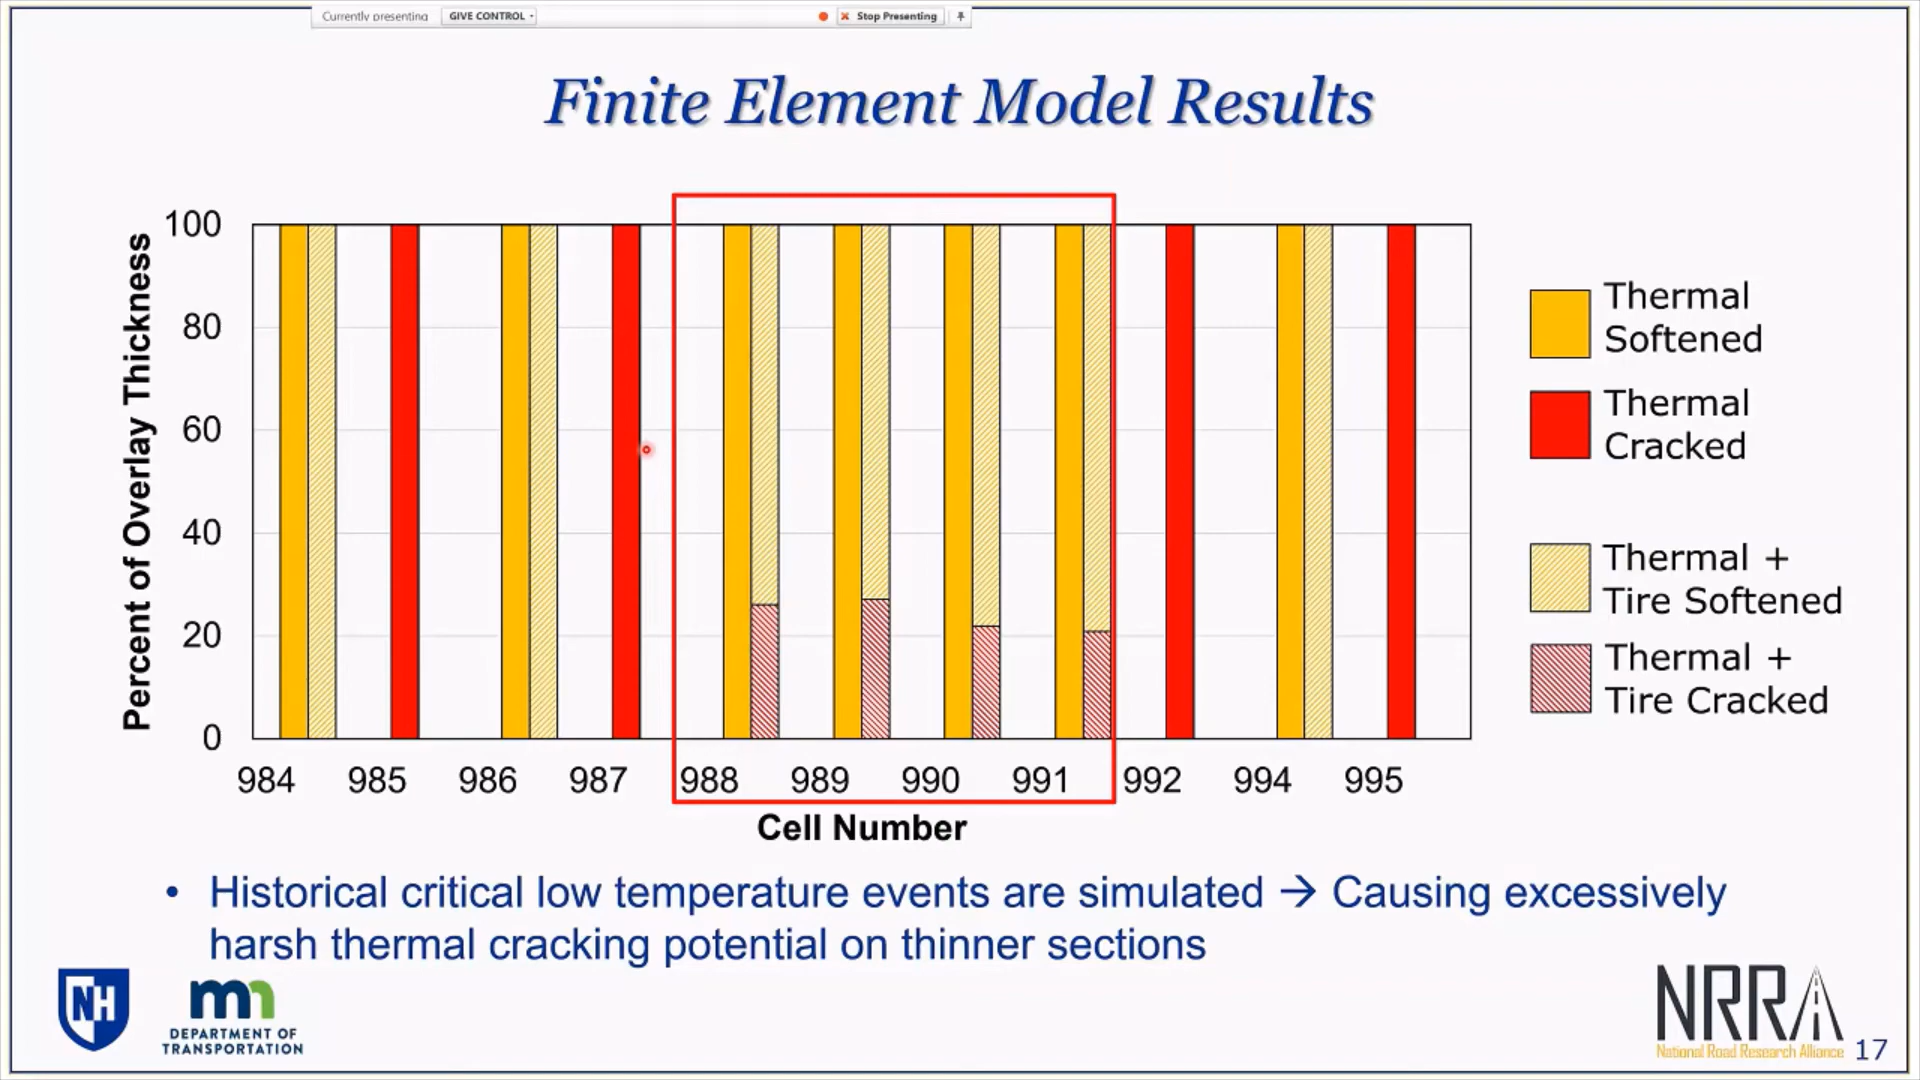 Currently presenting GIVE CONTROL Stop Presenting
Finite Element Model Results
Percent of Overlay Thickness
100
80
60
40
20
0
984 985 986 987 988 989 990 991 992 994 995
Cell Number
Thermal
Softened
Thermal
Cracked
Thermal +
Tire Softened
Thermal +
Tire Cracked
• Historical critical low temperature events are simulated → Causing excessively
harsh thermal cracking potential on thinner sections
NH
mn
DEPARTMENT OF
TRANSPORTATION
NRRA
National Road Research Alliance
17